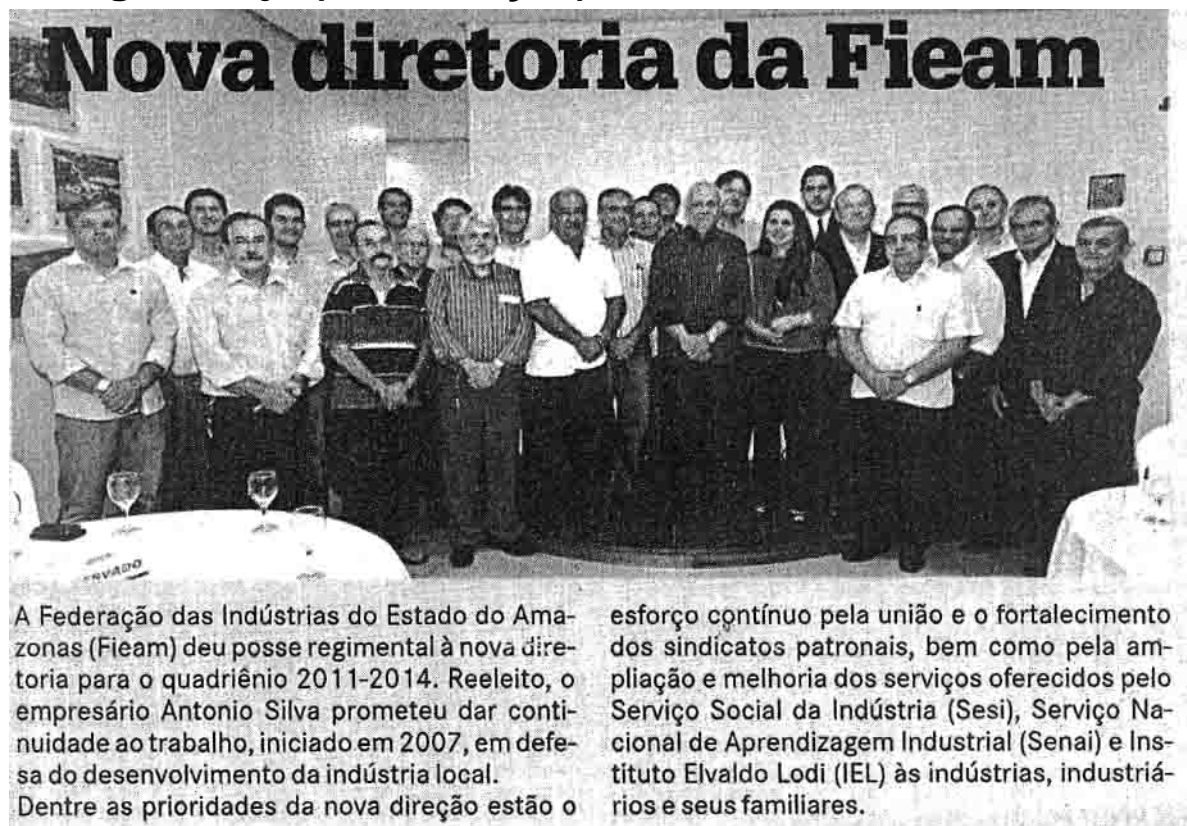 Nova diretoria da Fieam
ERVADO
A Federação das Indústrias do Estado do Ama-
zonas (Fieam) deu posse regimental à nova dire-
toria para o quadriênio 2011-2014. Reeleito, o
empresário Antonio Silva prometeu dar conti-
nuidade ao trabalho, iniciado em 2007, em defe-
sa do desenvolvimento da indústria local.
Dentre as prioridades da nova direção estão o
esforço contínuo pela união e o fortalecimento
dos sindicatos patronais, bem como pela am-
pliação e melhoria dos serviços oferecidos pelo
Serviço Social da Indústria (Sesi), Serviço Na-
cional de Aprendizagem Industrial (Senai) e Ins-
tituto Elvaldo Lodi (IEL) às indústrias, industriá-
rios e seus familiares.